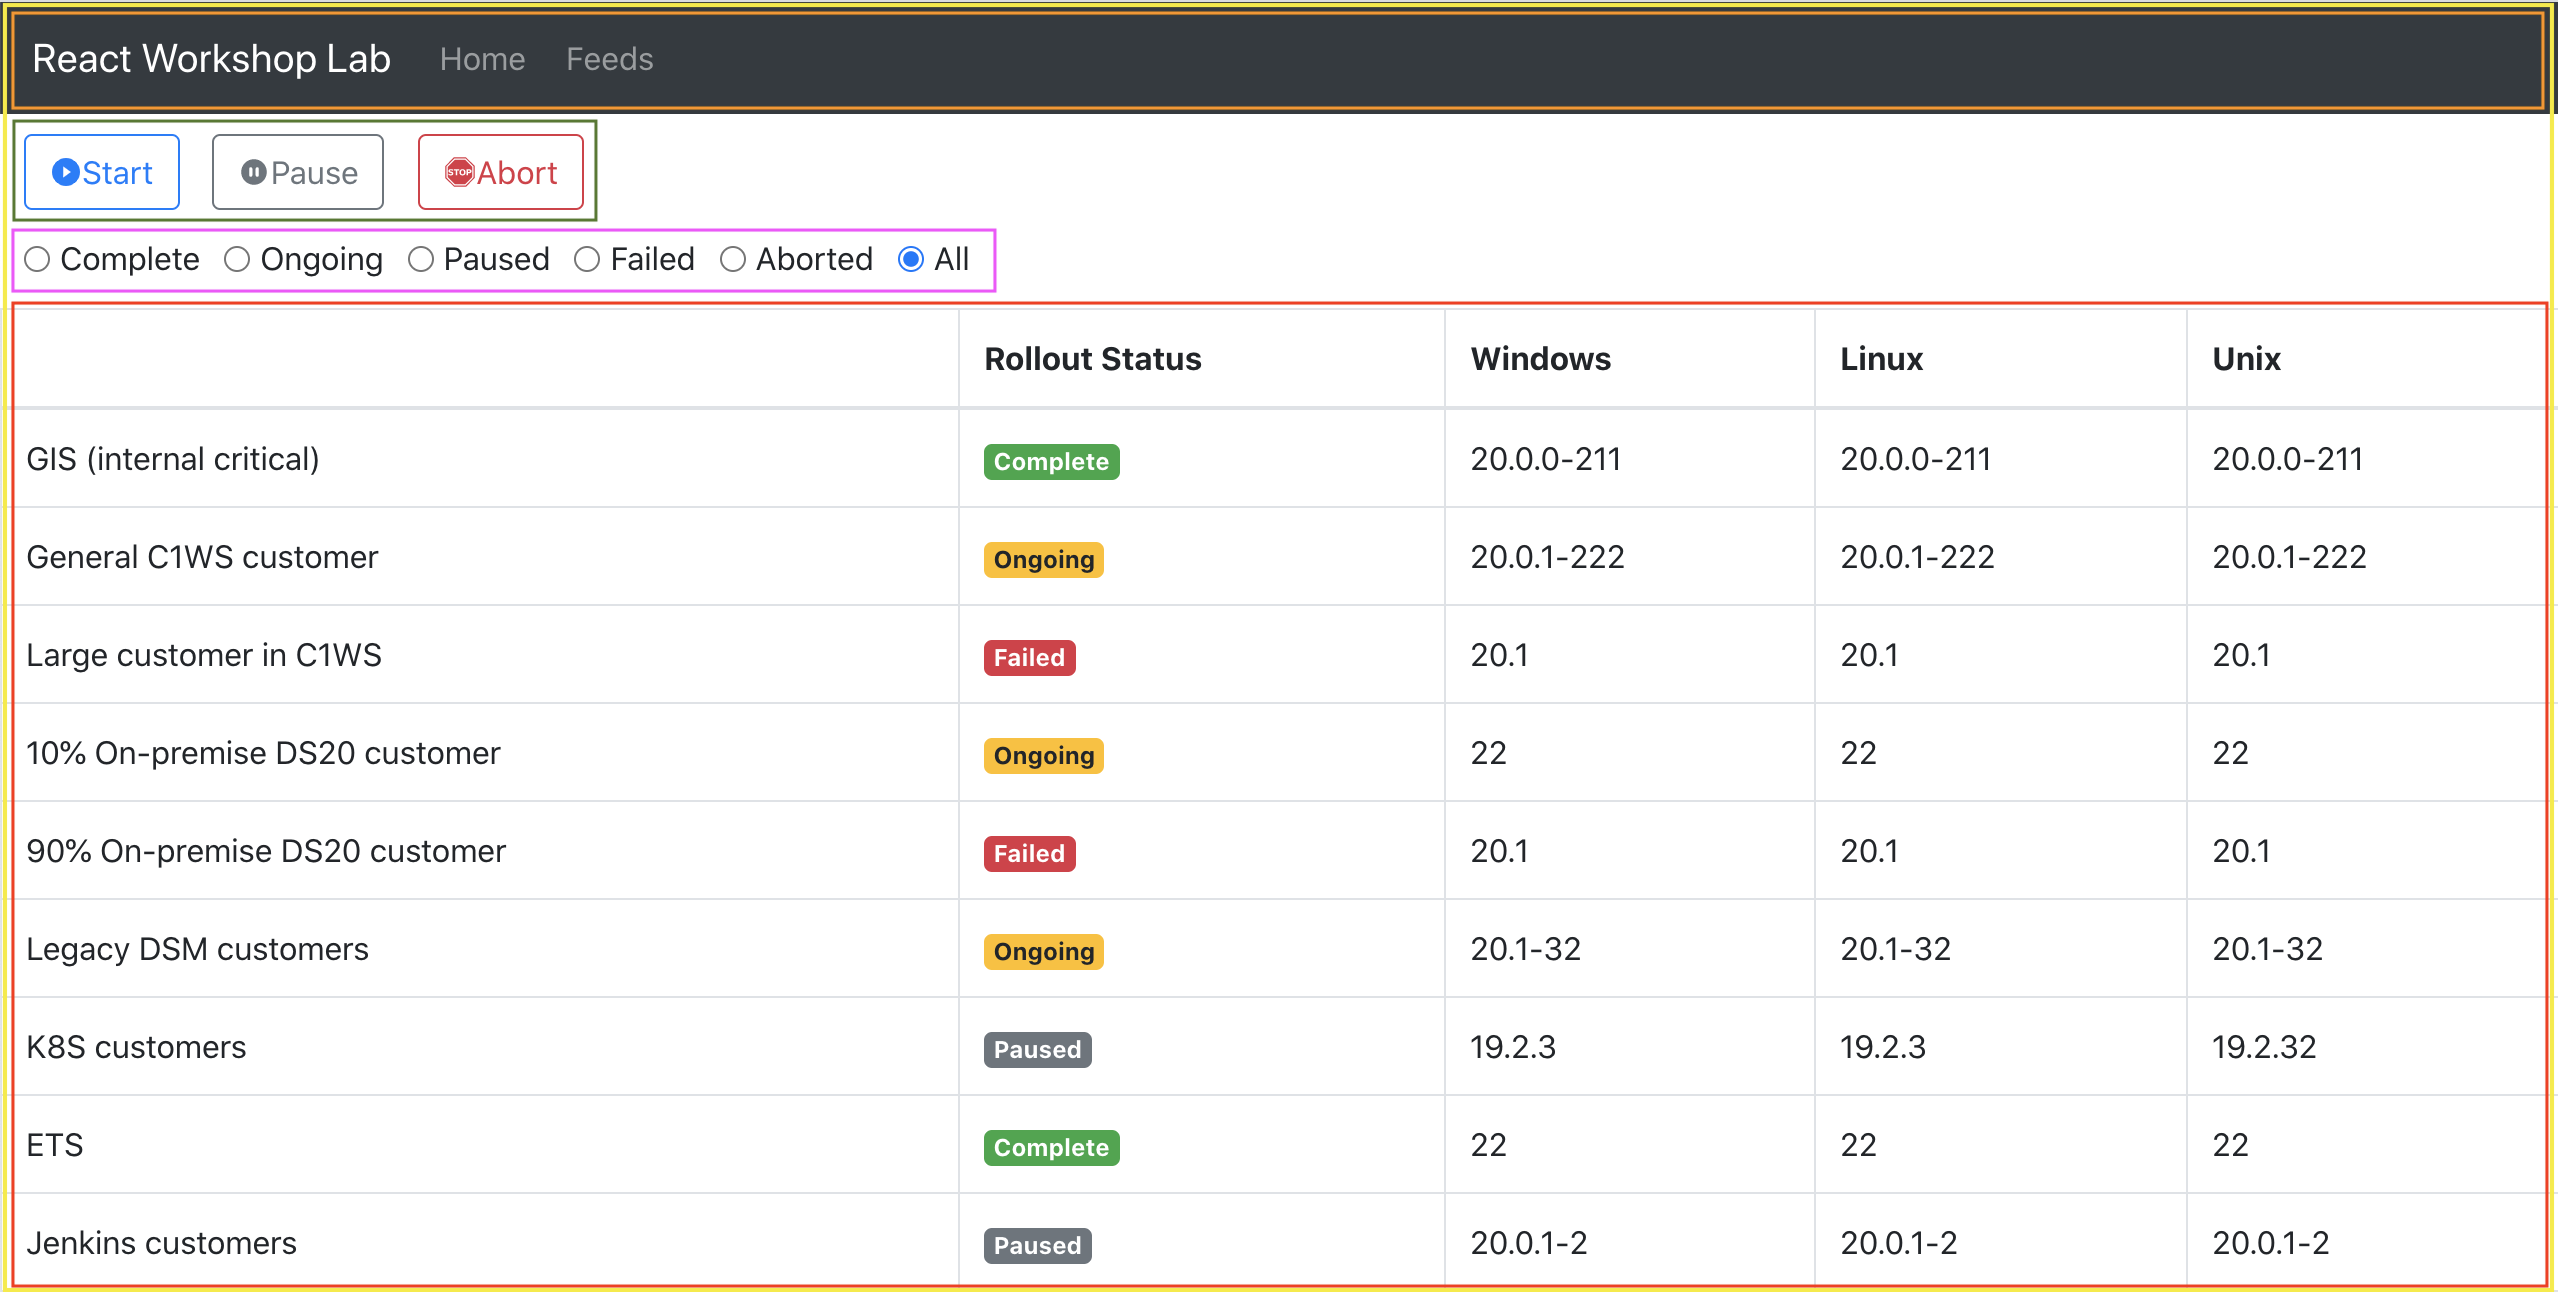 React Workshop Lab Home Feeds
Start Pause STOP Abort
Complete Ongoing Paused Failed Aborted All
Rollout Status Windows Linux Unix
GIS (internal critical) Complete 20.0.0-211 20.0.0-211 20.0.0-211
General C1WS customer Ongoing 20.0.1-222 20.0.1-222 20.0.1-222
Large customer in C1WS Failed 20.1 20.1 20.1
10% On-premise DS20 customer Ongoing 22 22 22
90% On-premise DS20 customer Failed 20.1 20.1 20.1
Legacy DSM customers Ongoing 20.1-32 20.1-32 20.1-32
K8S customers Paused 19.2.3 19.2.3 19.2.32
ETS Complete 22 22 22
Jenkins customers Paused 20.0.1-2 20.0.1-2 20.0.1-2